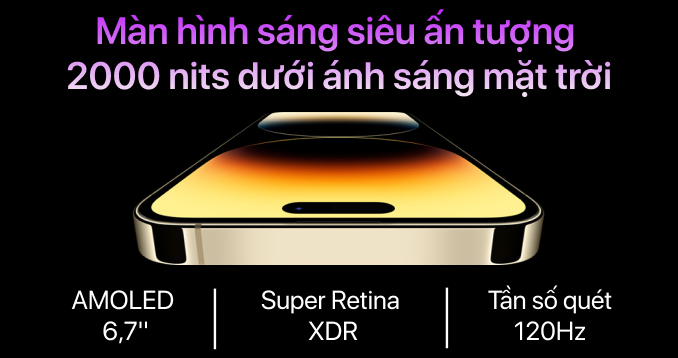 Màn hình sáng siêu ấn tượng
2000 nits dưới ánh sáng mặt trời
AMOLED
6,7"
Super Retina
XDR
Tần số quét
120Hz